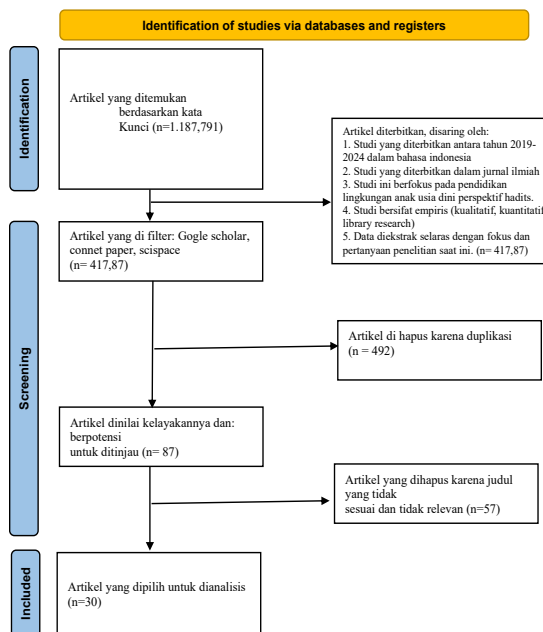 Identification of studies via databases and registers
Identification
Artikel yang ditemukan
berdasarkan kata
Kunci (n=1.187,791)
Artikel diterbitkan, disaring oleh:
1. Studi yang diterbitkan antara tahun 2019-
2024 dalam bahasa indonesia
2. Studi yang diterbitkan dalam jurnal ilmiah
3. Studi ini berfokus pada pendidikan
lingkungan anak usia dini perspektif hadits.
4. Studi bersifat empiris (kualitatif, kuantitatif
library research)
5. Data diekstrak selaras dengan fokus dan
pertanyaan penelitian saat ini. (n= 417,87)
Screening
Artikel yang di filter: Gogle scholar,
connet paper, scispace
(n= 417,87)
Artikel di hapus karena duplikasi
(n = 492)
Artikel dinilai kelayakannya dan:
berpotensi
untuk ditinjau (n= 87)
Artikel yang dihapus karena judul
yang tidak
sesuai dan tidak relevan (n=57)
Included
Artikel yang dipilih untuk dianalisis
(n=30)